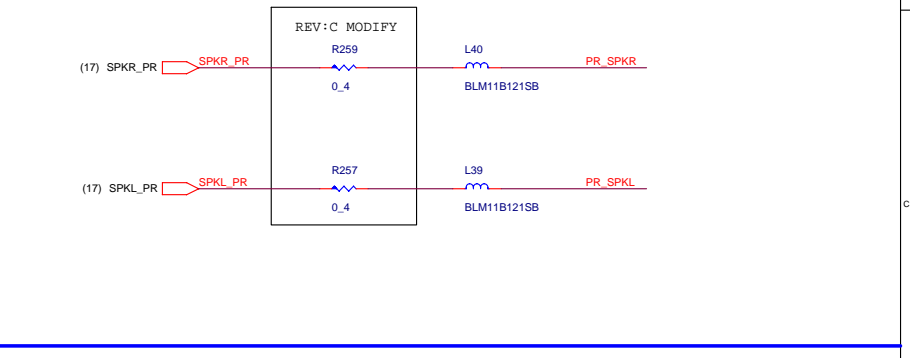 REV:C MODIFY
R259
L40
(17) SPKR_PR
SPKR_PR
PR_SPKR
0_4
BLM11B121SB
R257
L39
(17) SPKL_PR
SPKL_PR
PR_SPKL
0_4
BLM11B121SB
C